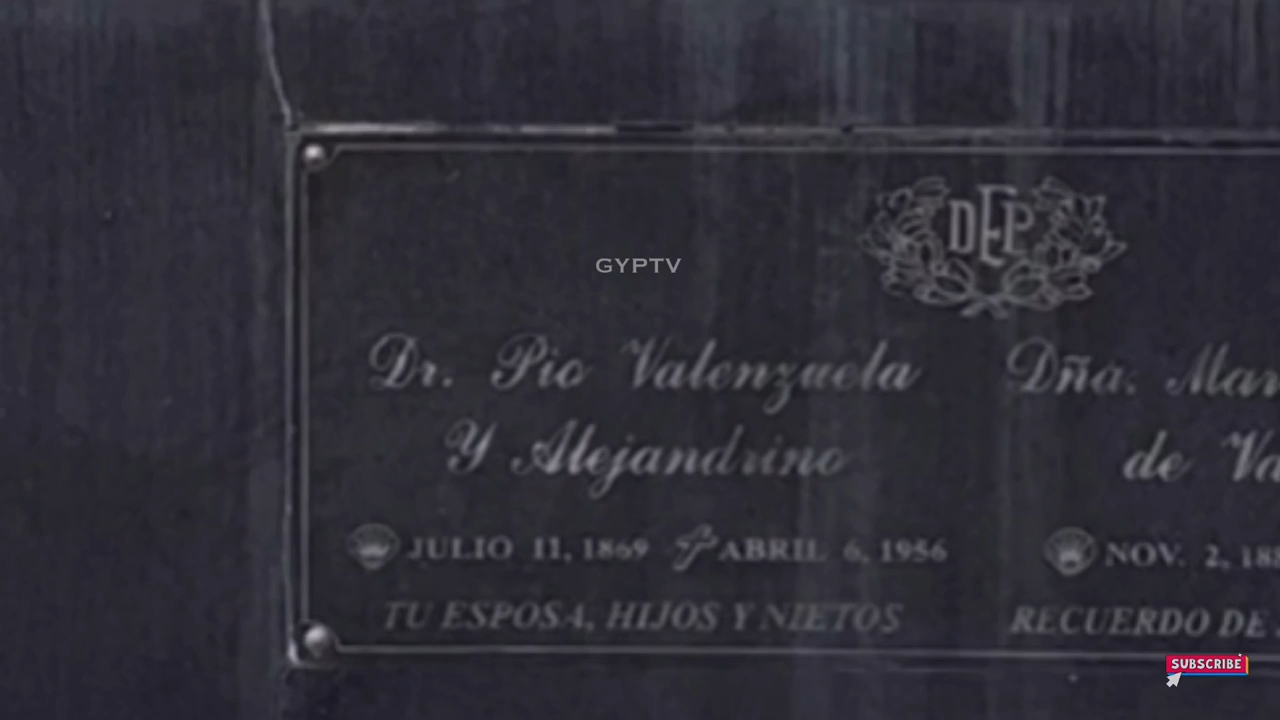 DEP
GYPTV
Dr. Pio Valenzuela
Y Alejandrino
JULIO 11, 1869 ABRIL 6, 1956
TU ESPOSA, HIJOS Y NIETOS
Dña.
de
NOV. 2,
RECUERDO DE
SUBSCRIBE